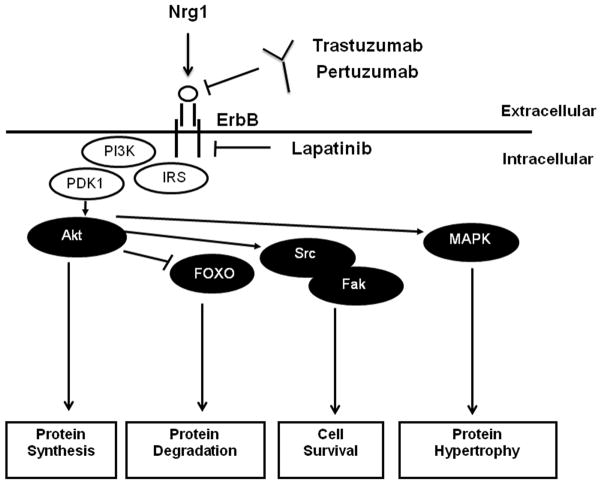 Nrg1
Trastuzumab
Pertuzumab
ErbB
Extracellular
Intracellular
PI3K
Lapatinib
PDK1
IRS
Akt
Src
MAPK
FOXO
Fak
Protein
Synthesis
Protein
Degradation
Cell
Survival
Protein
Hypertrophy